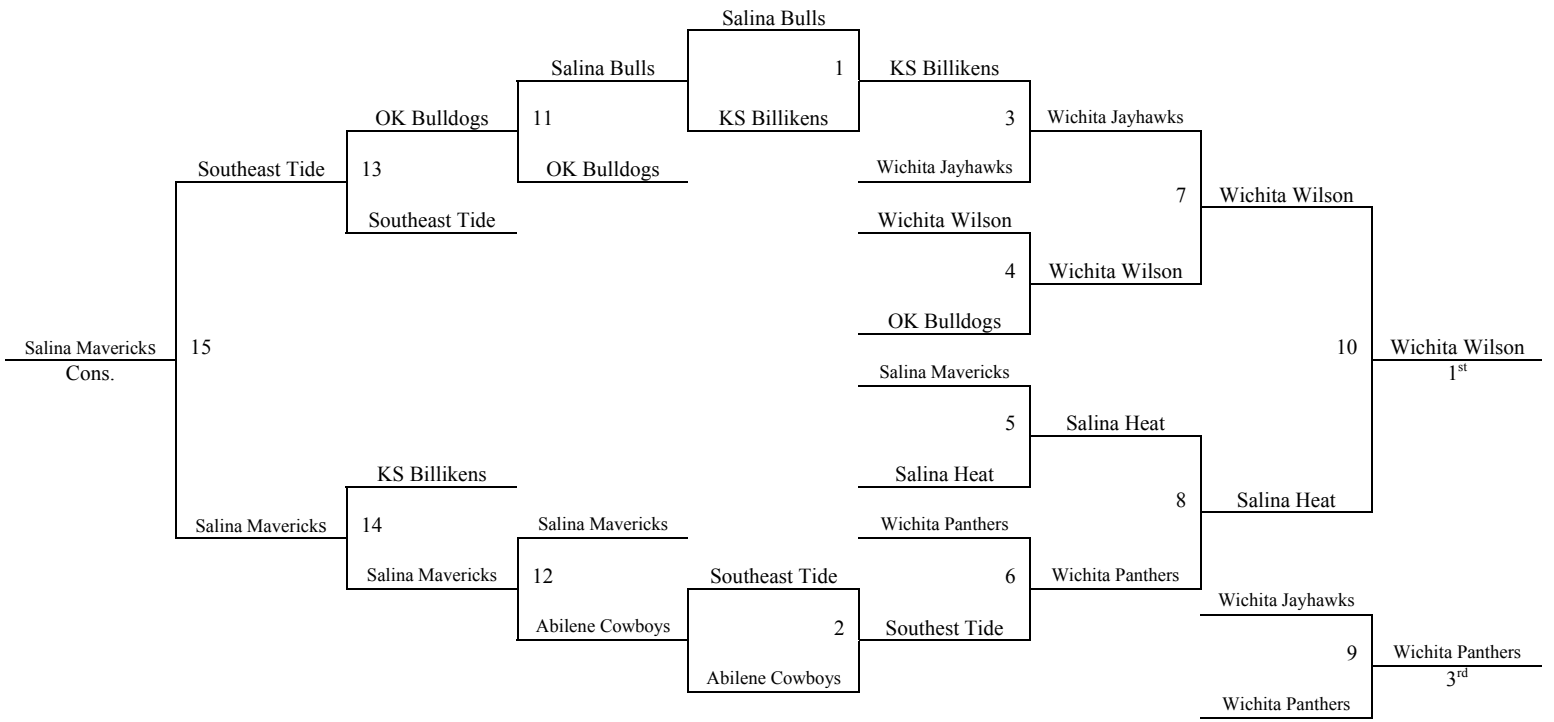 Salina Bulls
Salina Bulls 1 KS Billikens
OK Bulldogs 11 KS Billikens 3 Wichita Jayhawks
Southeast Tide 13 OK Bulldogs Wichita Jayhawks
7 Wichita Wilson
Southeast Tide Wichita Wilson
4 Wichita Wilson
OK Bulldogs
Salina Mavericks 15 10 Wichita Wilson
Cons. Salina Mavericks 1st
5 Salina Heat
KS Billikens Salina Heat
8 Salina Heat
Salina Mavericks 14 Salina Mavericks Wichita Panthers
Salina Mavericks 12 Southeast Tide 6 Wichita Panthers
Wichita Jayhawks
Abilene Cowboys 2 Southest Tide
9 Wichita Panthers
Abilene Cowboys 3rd
Wichita Panthers